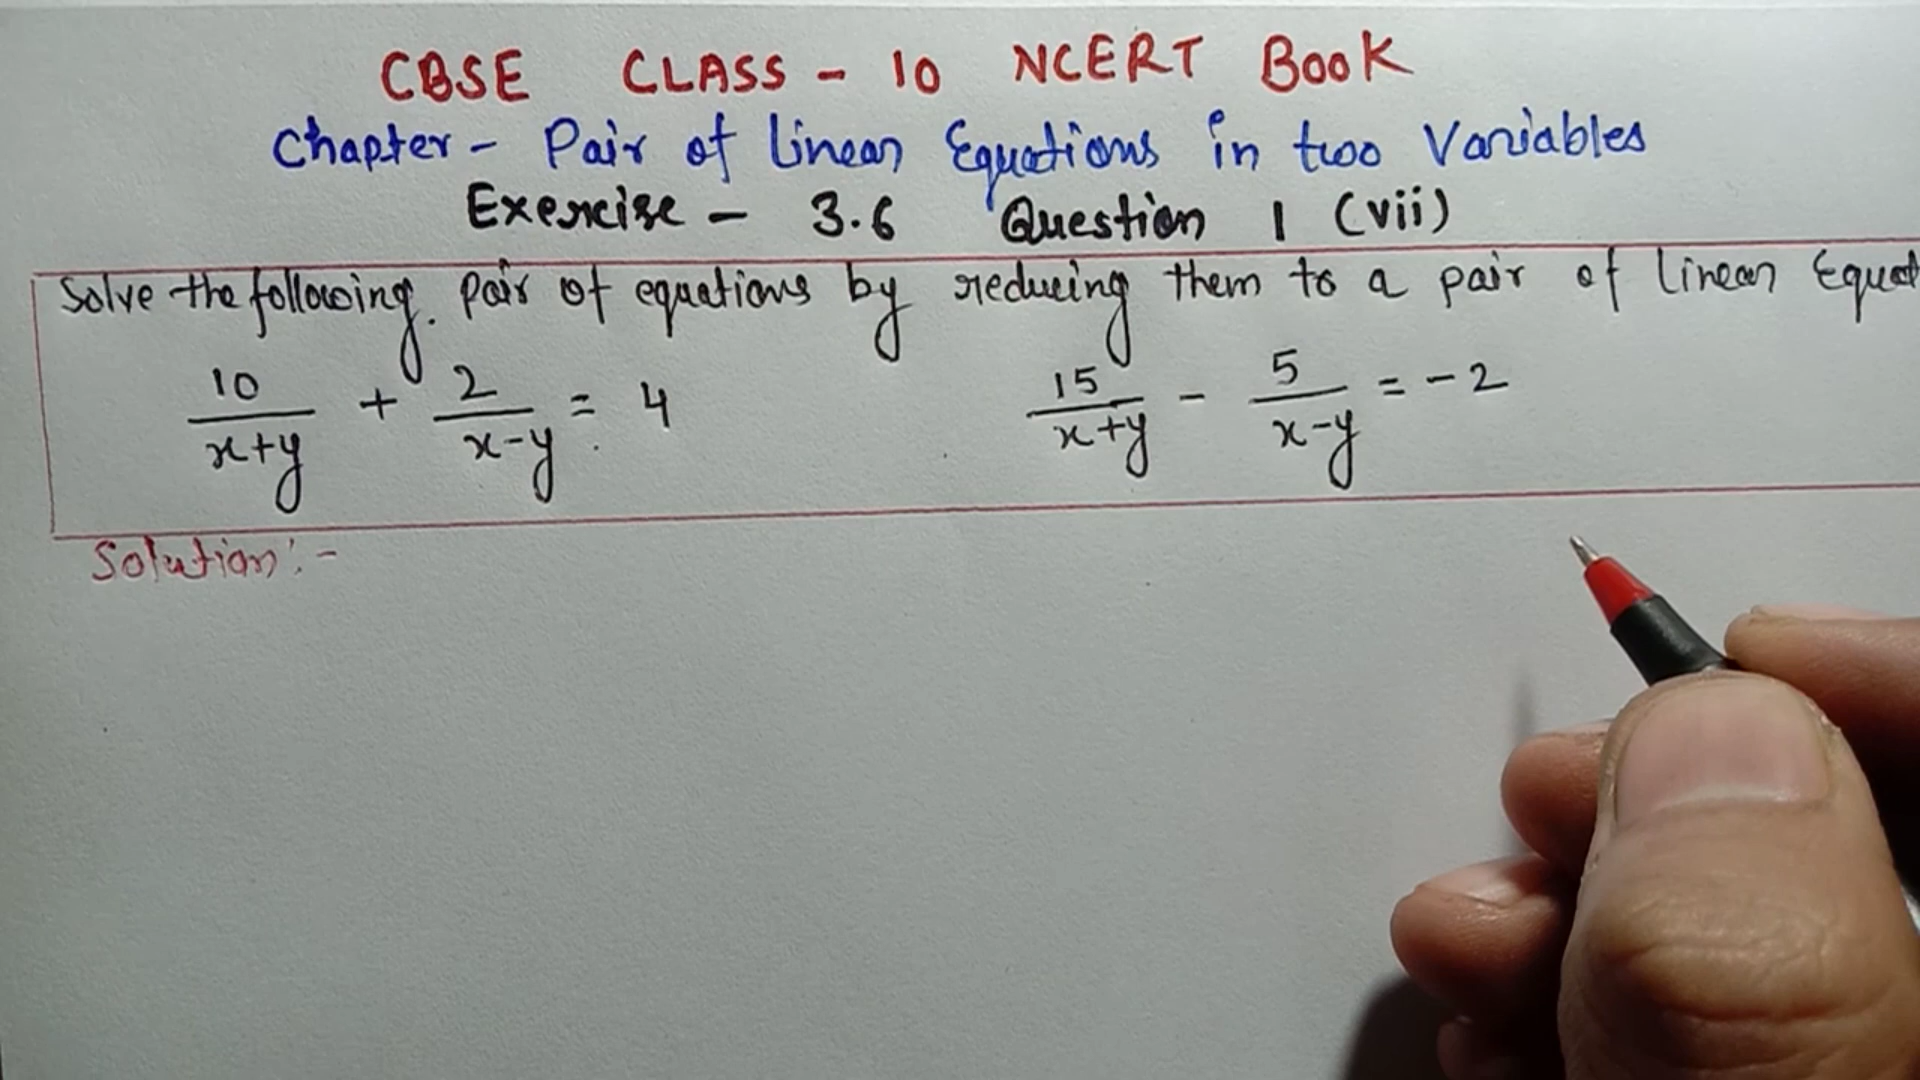 CBSE CLASS - 10 NCERT Book
Chapter - Pair of Linear Equations in two Variables
Exercise - 3.6 Question 1 (vii)
Solve the following pair of equations by reducing them to a pair of linear Equat
10/(x+y) + 2/(x-y) = 4    15/(x+y) - 5/(x-y) = -2
Solution :-